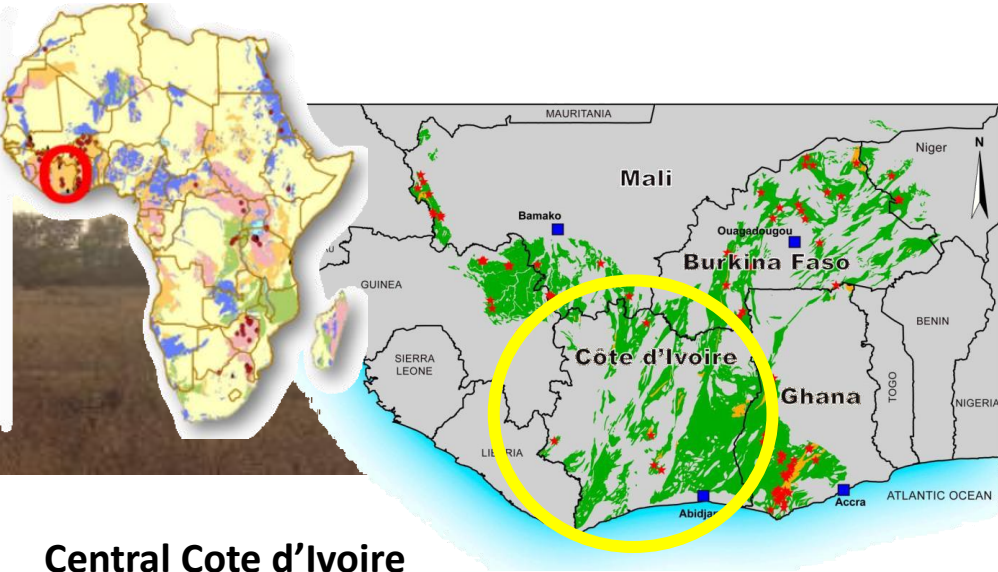 MAURITANIA
Niger
N
Mali
Bamako
Ouagadougou
Burkina Faso
GUINEA
BENIN
SIERRA
LEONE
Côte d'Ivoire
Ghana
TOGO
NIGERIA
LIBERIA
Abidjan
Accra
ATLANTIC OCEAN
Central Cote d'Ivoire